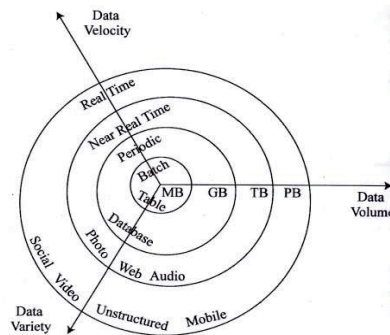 Data
Velocity
Real Time
Near Real Time
Periodic
Batch
MB GB TB PB
Data
Volume
Table
Database
Photo Web Audio
Social Video Unstructured Mobile
Data
Variety